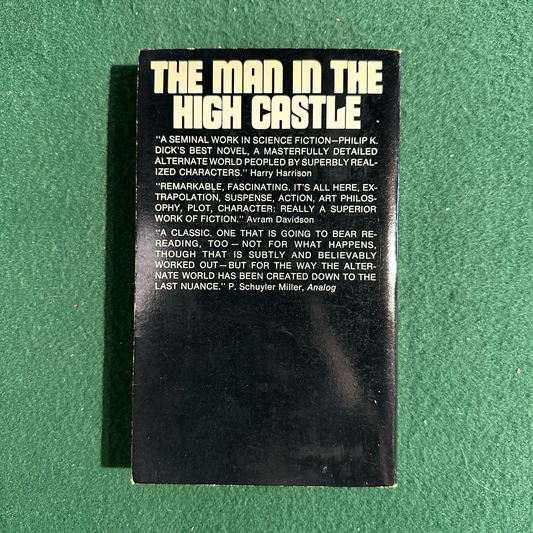 THE MAN IN THE
HIGH CASTLE
"A SEMINAL WORK IN SCIENCE FICTION—PHILIP K.
DICK'S BEST NOVEL, A MASTERFULLY DETAILED
ALTERNATE WORLD PEOPLED BY SUPERBLY REAL-
IZED CHARACTERS." Harry Harrison
"REMARKABLE, FASCINATING. IT'S ALL HERE, EX-
TRAPOLATION, SUSPENSE, ACTION, ART PHILOS-
OPHY, PLOT, CHARACTER: REALLY A SUPERIOR
WORK OF FICTION." Avram Davidson
"A CLASSIC. ONE THAT IS GOING TO BEAR RE-
READING, TOO—NOT FOR WHAT HAPPENS,
THOUGH THAT IS SUBTLY AND BELIEVABLY
WORKED OUT—BUT FOR THE WAY THE ALTER-
NATE WORLD HAS BEEN CREATED DOWN TO THE
LAST NUANCE." P. Schuyler Miller, Analog